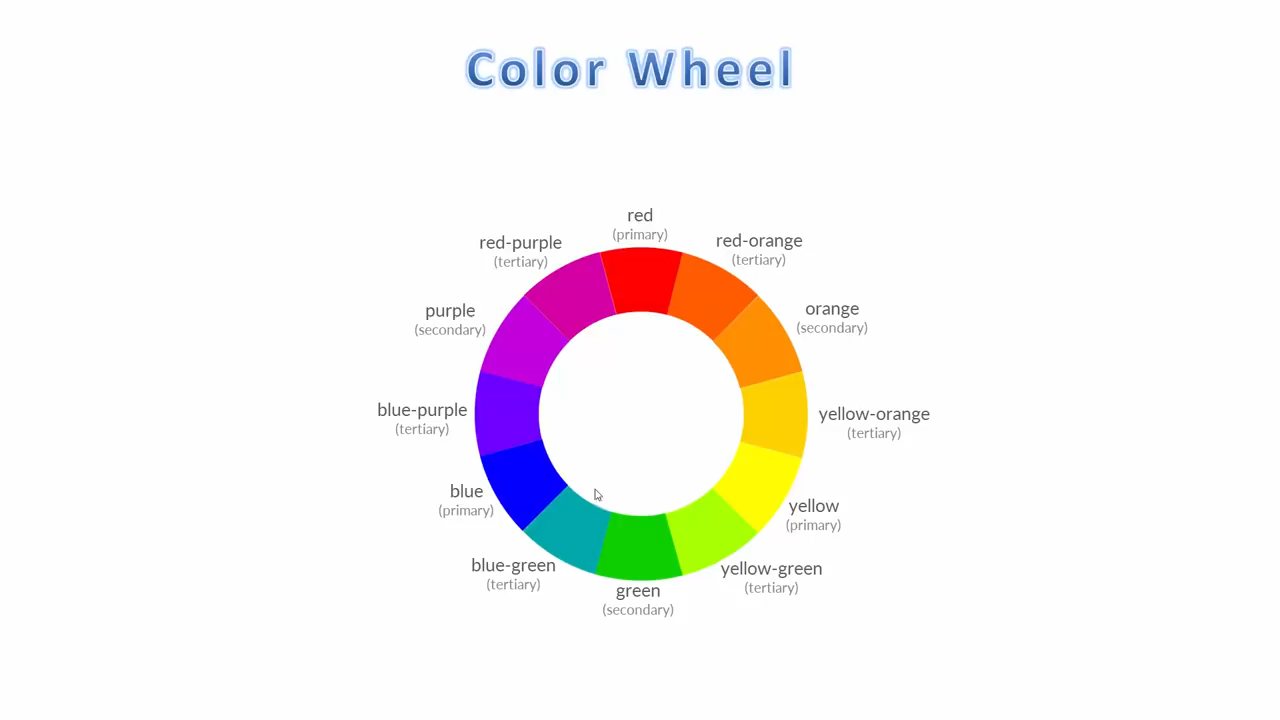 Color Wheel
red
(primary)
red-orange
(tertiary)
orange
(secondary)
yellow-orange
(tertiary)
yellow
(primary)
yellow-green
(tertiary)
green
(secondary)
blue-green
(tertiary)
blue
(primary)
blue-purple
(tertiary)
purple
(secondary)
red-purple
(tertiary)